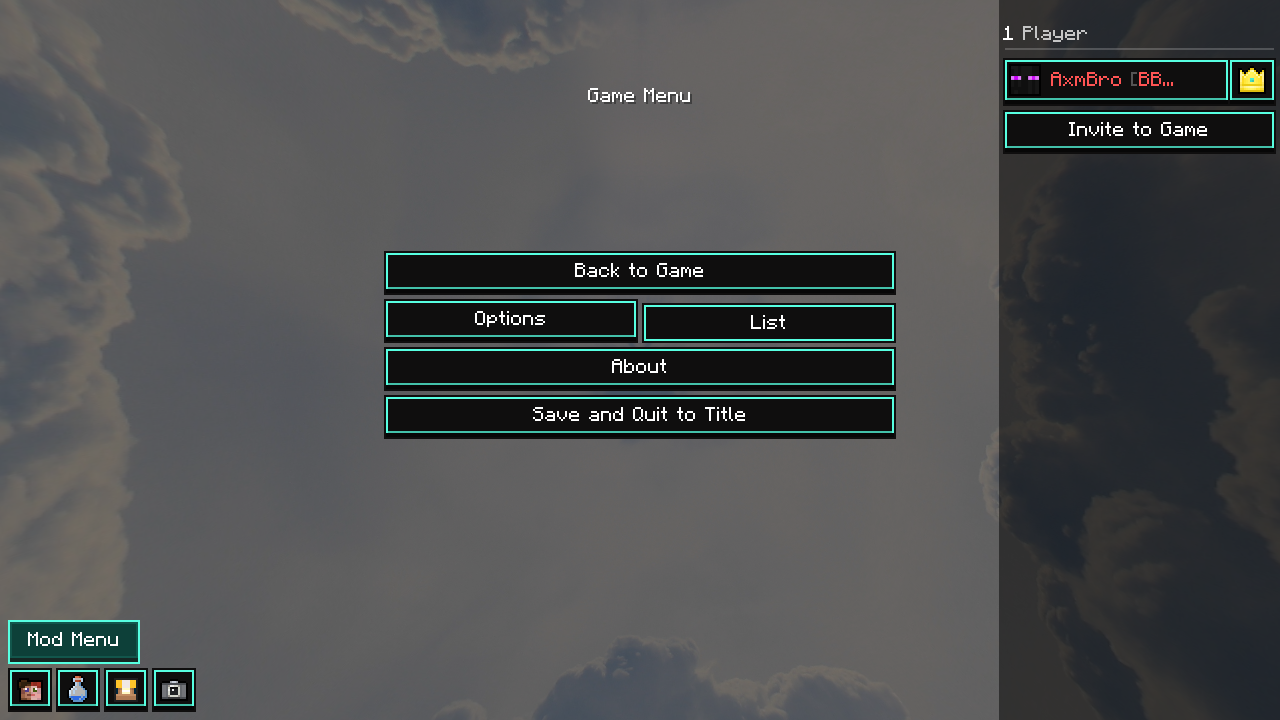 Game Menu
Back to Game
Options
List
About
Save and Quit to Title
Mod Menu
1 Player
AxmBro [BB...
Invite to Game